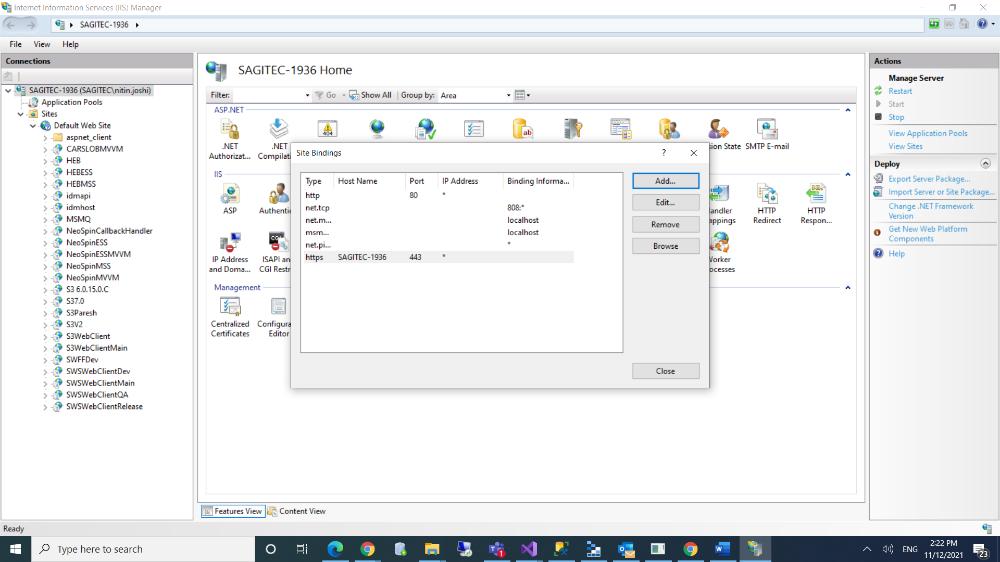 Internet Information Services (IIS) Manager
SAGITEC-1936
File View Help
Connections
SAGITEC-1936 (SAGITEC\nitin.joshi)
Application Pools
Sites
Default Web Site
aspnet_client
CARSLOBMVVM
HEB
HEBESS
HEBMSS
idmapi
idmhost
MSMQ
NeoSpinCallbackHandler
NeoSpinESS
NeoSpinESSMVVM
NeoSpinMSS
NeoSpinMVVM
S3 6.0.15.0.C
S37.0
S3Paresh
S3V2
S3WebClient
S3WebClientMain
SWFFDev
SWSWebClientDev
SWSWebClientMain
SWSWebClientQA
SWSWebClientRelease
SAGITEC-1936 Home
Filter: Go Show All Group by: Area
ASP.NET
404
ab
.NET Authorizat...
.NET Compilati
ion State
SMTP E-mail
IIS
ASP
Authentic
andler ppings
HTTP Redirect
HTTP Respon...
IP Address and Doma...
ISAPI an CGI Restr
orker ocesses
Management
Centralized Certificates
Configura Editor
Site Bindings
?
Type Host Name Port IP Address Binding Informa...
http 80 *
net.tcp 808:*
net.m... localhost
msm... localhost
net.pi... *
https SAGITEC-1936 443 *
Add...
Edit...
Remove
Browse
Close
Features View Content View
Actions
Manage Server
Restart
Start
Stop
View Application Pools
View Sites
Deploy
Export Server Package...
Import Server or Site Package...
Change .NET Framework
Version
Get New Web Platform
Components
Help
Ready
Type here to search
1
ENG
2:22 PM
11/12/2021
23